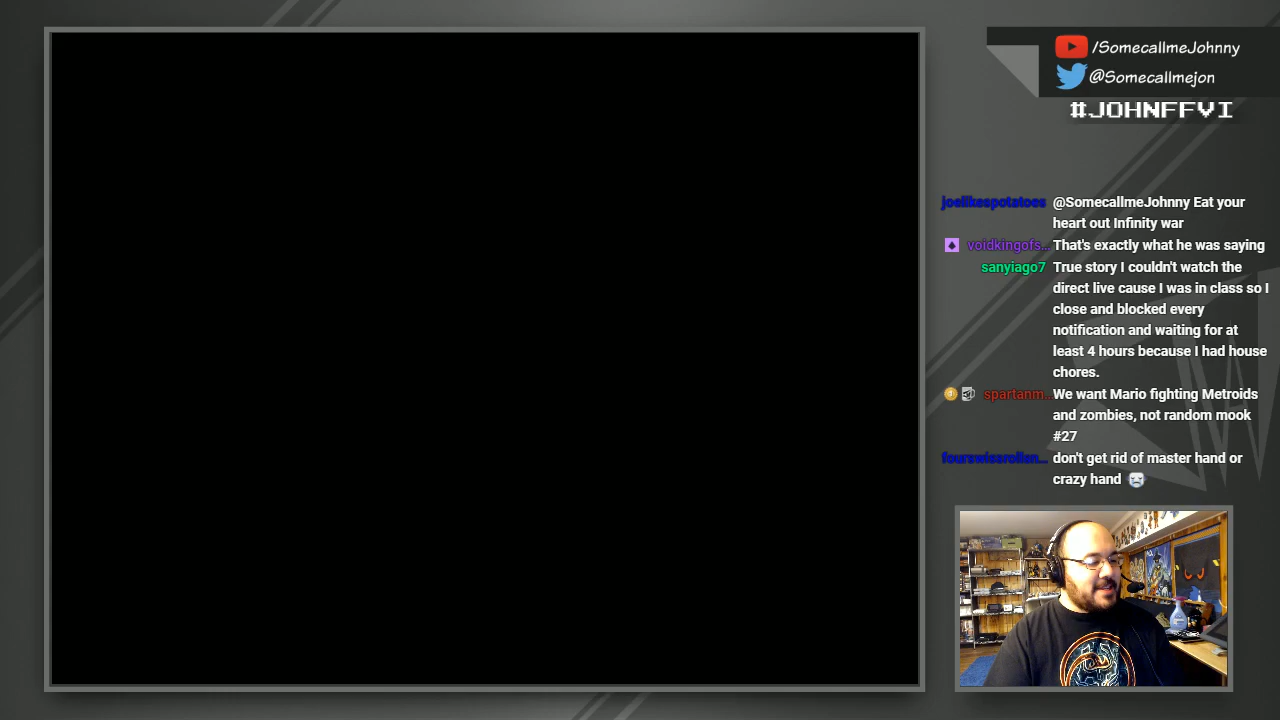 /SomecallmeJohnny
@Somecallmejon
#JOHNFFVI
joelikespotatoes @SomecallmeJohnny Eat your
heart out Infinity war
voidkingofs... That's exactly what he was saying
sanyiago7 True story I couldn't watch the
direct live cause I was in class so I
close and blocked every
notification and waiting for at
least 4 hours because I had house
chores.
spartanm... We want Mario fighting Metroids
and zombies, not random mook
#27
fourswissrollsn... don't get rid of master hand or
crazy hand